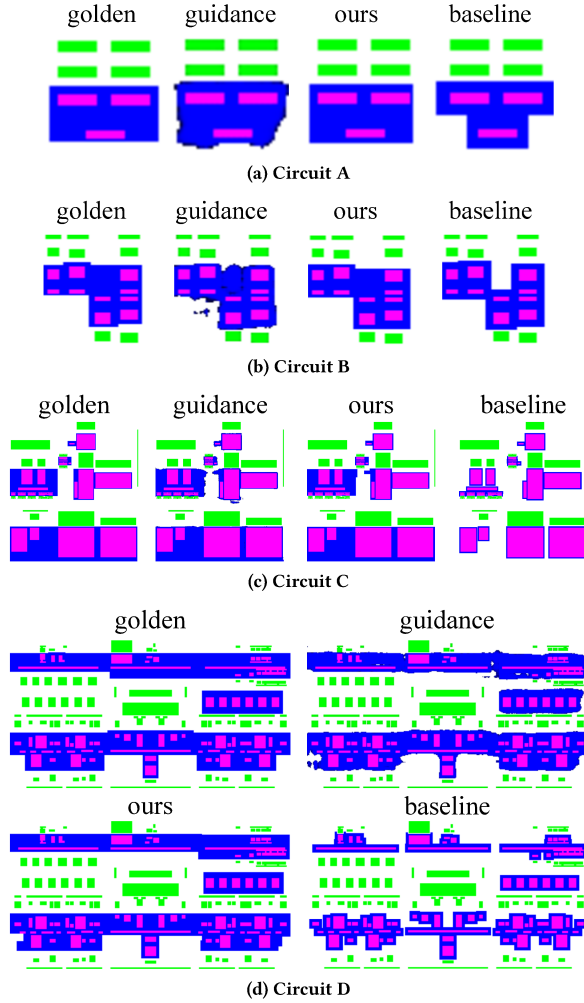 golden guidance ours baseline
(a) Circuit A
golden guidance ours baseline
(b) Circuit B
golden guidance ours baseline
(c) Circuit C
golden guidance
ours baseline
(d) Circuit D